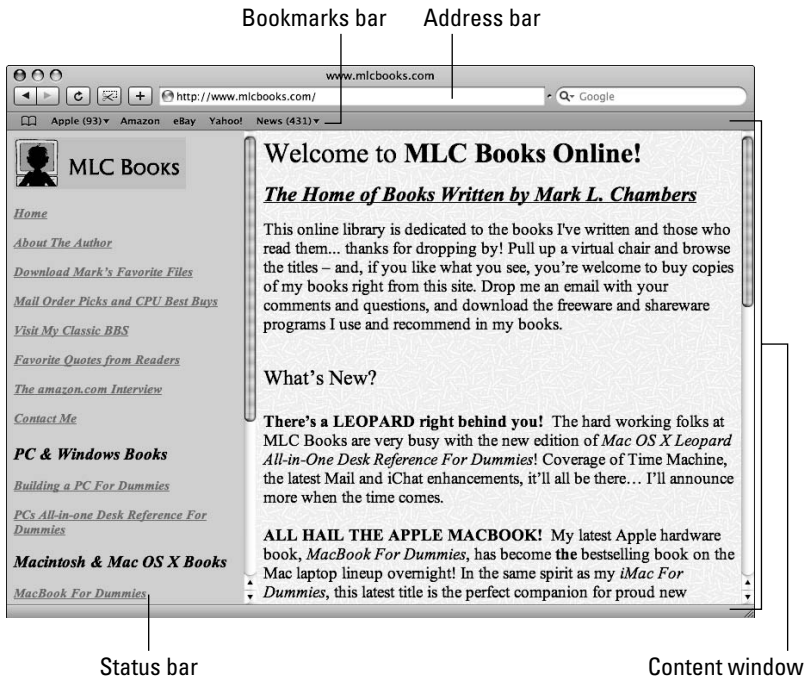 Bookmarks bar
Address bar
www.mlcbooks.com
http://www.mlcbooks.com/
Google
Apple (93)
Amazon
eBay
Yahoo!
News (431)
MLC BOOKS
Home
About The Author
Download Mark's Favorite Files
Mail Order Picks and CPU Best Buys
Visit My Classic BBS
Favorite Quotes from Readers
The amazon.com Interview
Contact Me
PC & Windows Books
Building a PC For Dummies
PCs All-in-one Desk Reference For
Dummies
Macintosh & Mac OS X Books
MacBook For Dummies
Welcome to MLC Books Online!
The Home of Books Written by Mark L. Chambers
This online library is dedicated to the books I've written and those who
read them... thanks for dropping by! Pull up a virtual chair and browse
the titles – and, if you like what you see, you're welcome to buy copies
of my books right from this site. Drop me an email with your
comments and questions, and download the freeware and shareware
programs I use and recommend in my books.
What's New?
There's a LEOPARD right behind you! The hard working folks at
MLC Books are very busy with the new edition of Mac OS X Leopard
All-in-One Desk Reference For Dummies! Coverage of Time Machine,
the latest Mail and iChat enhancements, it'll all be there… I'll announce
more when the time comes.
ALL HAIL THE APPLE MACBOOK! My latest Apple hardware
book, MacBook For Dummies, has become the bestselling book on the
Mac laptop lineup overnight! In the same spirit as my iMac For
Dummies, this latest title is the perfect companion for proud new
Status bar
Content window